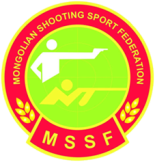 MONGOLIAN SHOOTING SPORT FEDERATION
MSSF